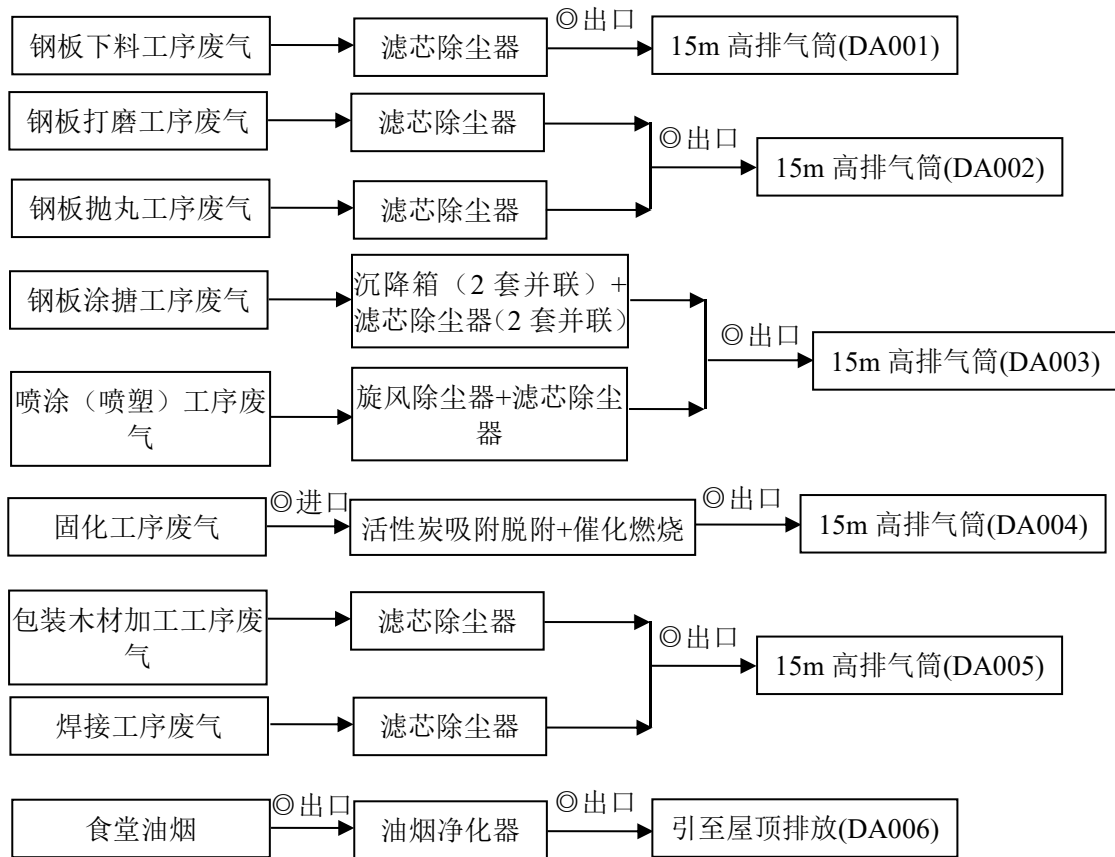 ◎出口
钢板下料工序废气
滤芯除尘器
15m 高排气筒(DA001)
钢板打磨工序废气
滤芯除尘器
◎出口
15m 高排气筒(DA002)
钢板抛丸工序废气
滤芯除尘器
钢板涂搪工序废气
沉降箱（2 套并联）+
滤芯除尘器（2 套并联）
◎出口
15m 高排气筒(DA003)
喷涂（喷塑）工序废
气
旋风除尘器+滤芯除尘
器
固化工序废气
◎进口
活性炭吸附脱附+催化燃烧
◎出口
15m 高排气筒(DA004)
包装木材加工工序废
气
滤芯除尘器
◎出口
15m 高排气筒(DA005)
焊接工序废气
滤芯除尘器
食堂油烟
◎出口
油烟净化器
◎出口
引至屋顶排放(DA006)